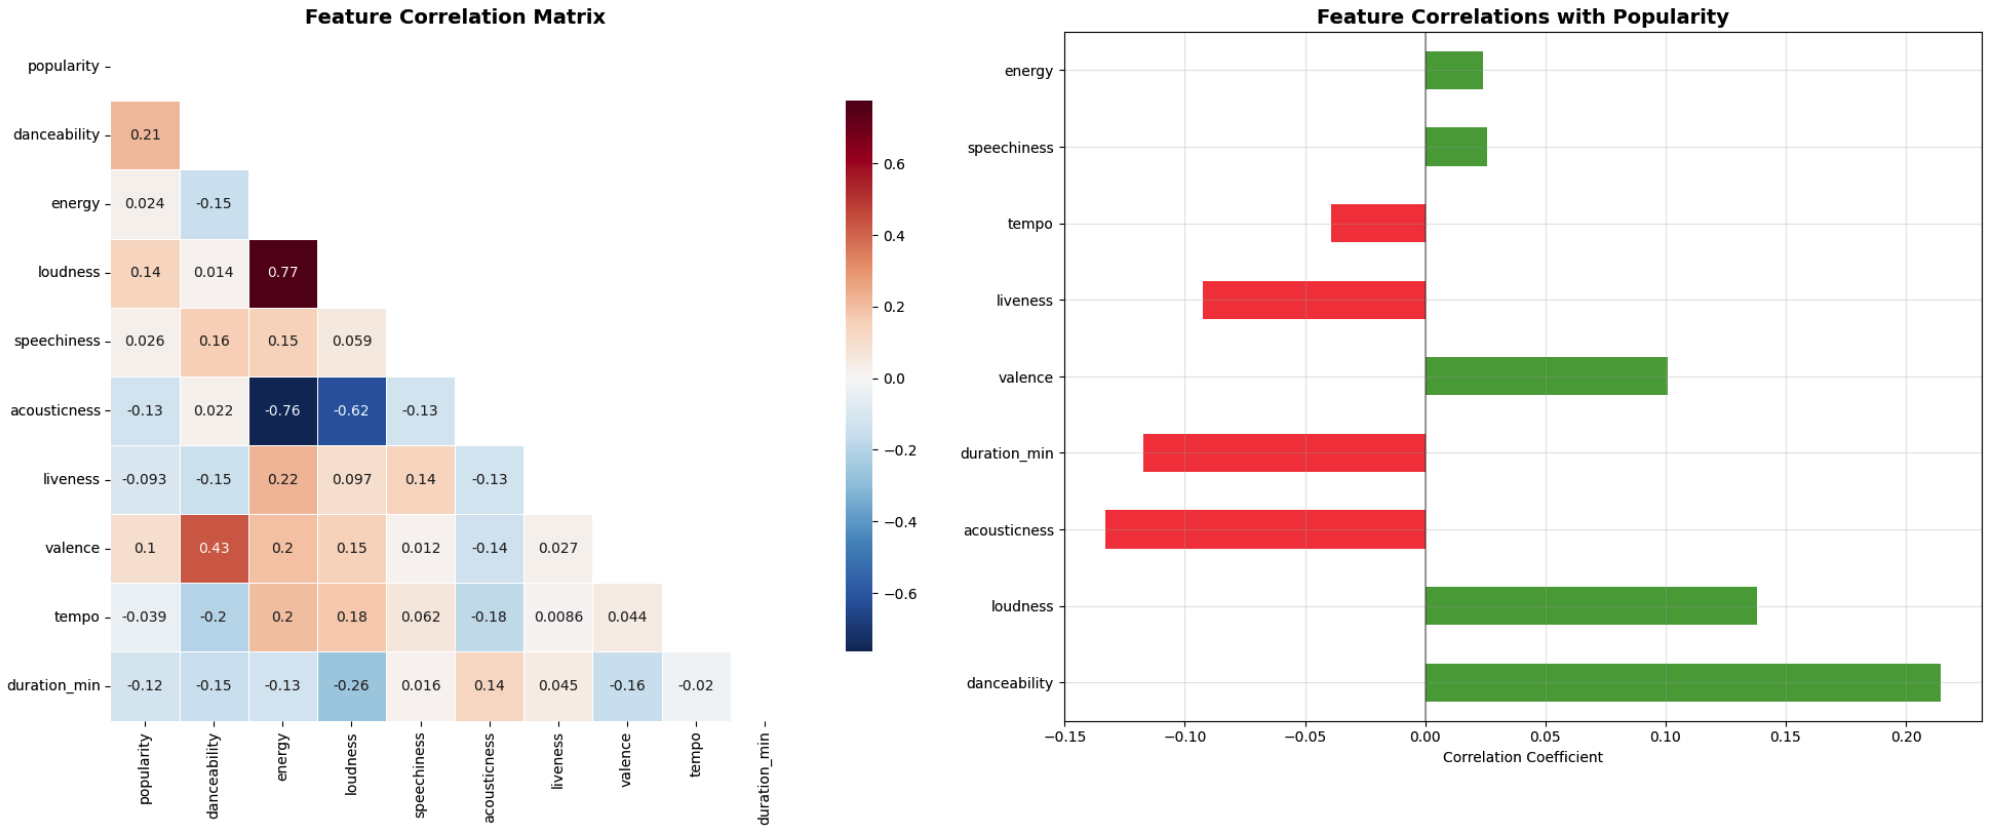 Feature Correlation Matrix
popularity
danceability 0.21
energy 0.024 -0.15
loudness 0.14 0.014 0.77
speechiness 0.026 0.16 0.15 0.059
acousticness -0.13 0.022 -0.76 -0.62 -0.13
liveness -0.093 -0.15 0.22 0.097 0.14 -0.13
valence 0.1 0.43 0.2 0.15 0.012 -0.14 0.027
tempo -0.039 -0.2 0.2 0.18 0.062 -0.18 0.0086 0.044
duration_min -0.12 -0.15 -0.13 -0.26 0.016 0.14 0.045 -0.16 -0.02
popularity
danceability
energy
loudness
speechiness
acousticness
liveness
valence
tempo
duration_min
0.6
0.4
0.2
0.0
−0.2
−0.4
−0.6
Feature Correlations with Popularity
energy
speechiness
tempo
liveness
valence
duration_min
acousticness
loudness
danceability
−0.15 −0.10 −0.05 0.00 0.05 0.10 0.15 0.20
Correlation Coefficient